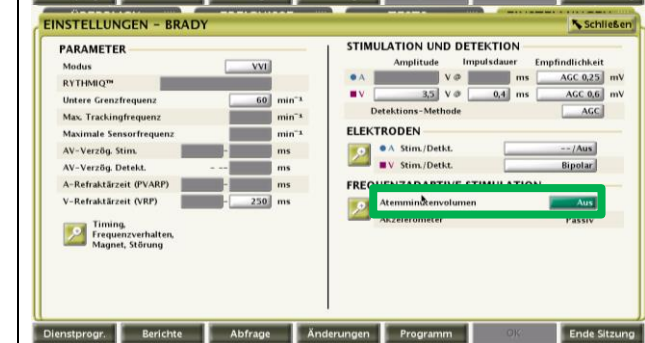 EINSTELLUNGEN - BRADY
Schließen
PARAMETER
Modus VVI
RYTHMIQ™
Untere Grenzfrequenz 60 min⁻¹
Max. Trackingfrequenz min⁻¹
Maximale Sensorfrequenz min⁻¹
AV-Verzög. Stim. - ms
AV-Verzög. Detekt. - -- ms
A-Refraktärzeit (PVARP) - ms
V-Refraktärzeit (VRP) - 250 ms
Timing,
Frequenzverhalten,
Magnet, Störung
STIMULATION UND DETEKTION
Amplitude Impulsdauer Empfindlichkeit
A V @ ms AGC 0,25 mV
V 3,5 V @ 0,4 ms AGC 0,6 mV
Detektions-Methode AGC
ELEKTRODEN
A Stim./Detkt. --/Aus
V Stim./Detkt. Bipolar
FREQUENZADAPTIVE STIMULATION
Atemminutenvolumen Aus
Akzelerometer Passiv
Dienstprogr. Berichte Abfrage Änderungen Programm OK Ende Sitzung